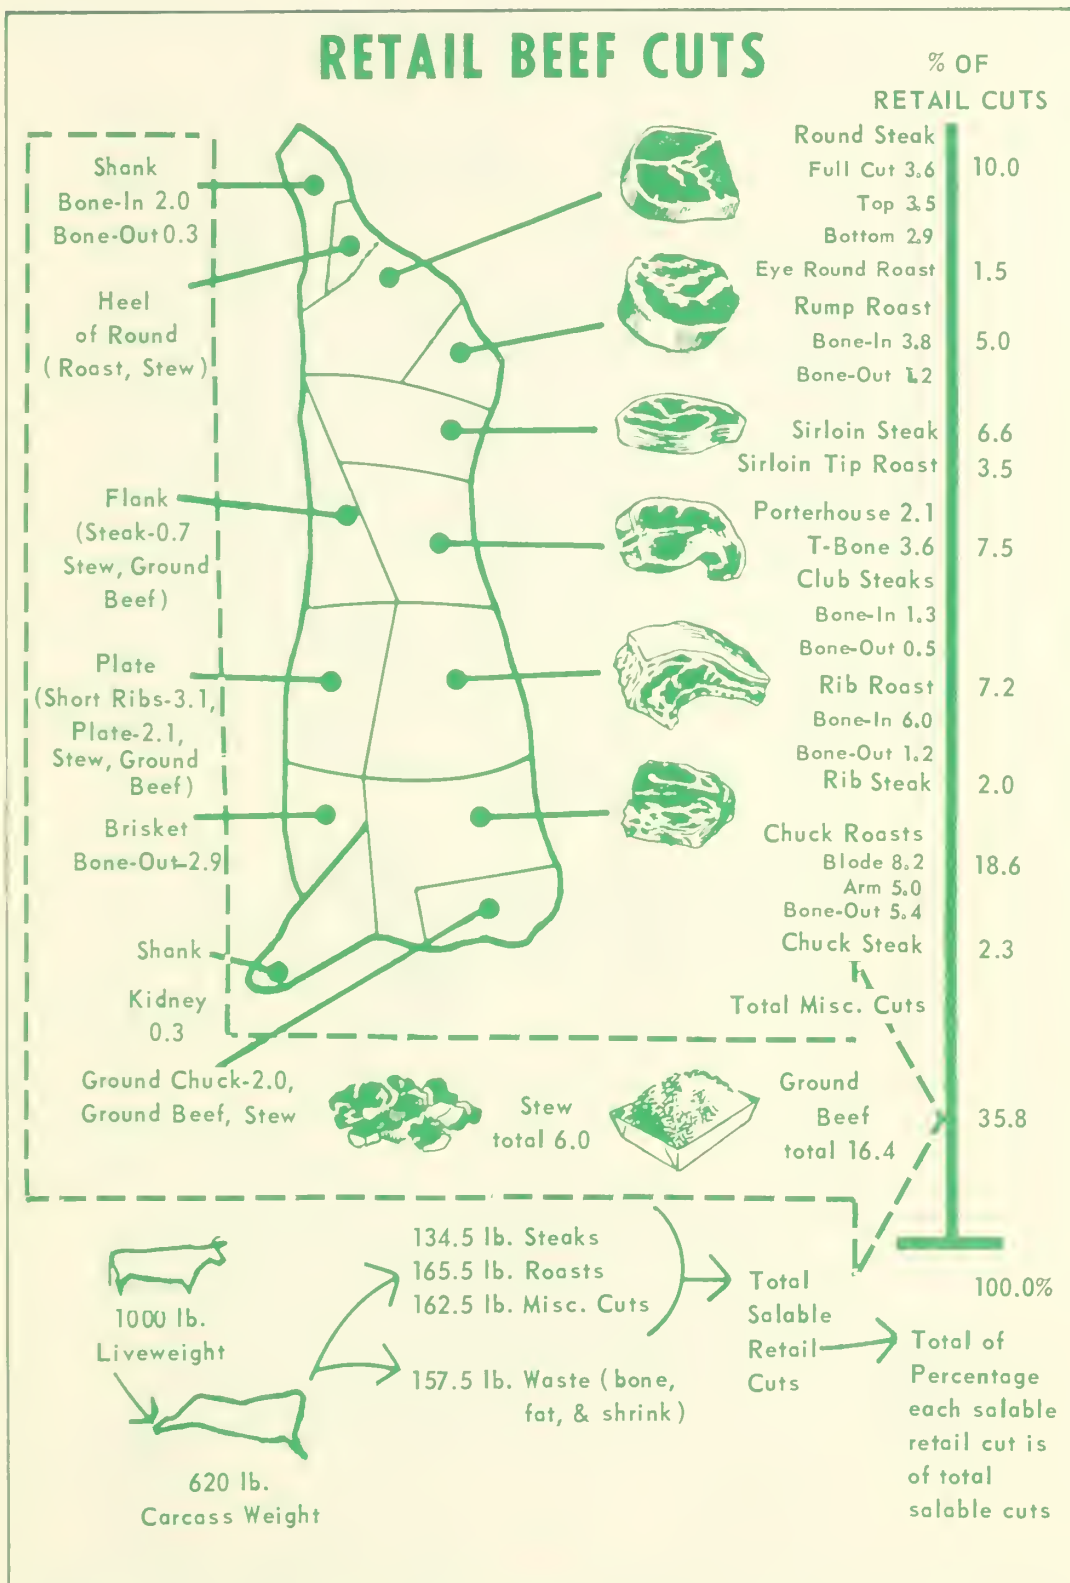 RETAIL BEEF CUTS
% OF
RETAIL CUTS
Shank
Bone-In 2.0
Bone-Out 0.3
Heel
of Round
(Roast, Stew)
Flank
(Steak-0.7
Stew, Ground
Beef)
Plate
(Short Ribs-3.1,
Plate-2.1,
Stew, Ground
Beef)
Brisket
Bone-Out-2.9
Shank
Kidney
0.3
Ground Chuck-2.0,
Ground Beef, Stew
Round Steak
Full Cut 3.6 10.0
Top 3.5
Bottom 2.9
Eye Round Roast 1.5
Rump Roast
Bone-In 3.8 5.0
Bone-Out 1.2
Sirloin Steak 6.6
Sirloin Tip Roast 3.5
Porterhouse 2.1
T-Bone 3.6 7.5
Club Steaks
Bone-In 1.3
Bone-Out 0.5
Rib Roast 7.2
Bone-In 6.0
Bone-Out 1.2
Rib Steak 2.0
Chuck Roasts
Blode 8.2 18.6
Arm 5.0
Bone-Out 5.4
Chuck Steak 2.3
Total Misc. Cuts
Stew
total 6.0
Ground
Beef
total 16.4
35.8
100.0%
1000 lb.
Liveweight
620 lb.
Carcass Weight
134.5 lb. Steaks
165.5 lb. Roasts
162.5 lb. Misc. Cuts
157.5 lb. Waste (bone,
fat, & shrink)
Total
Salable
Retail
Cuts
Total of
Percentage
each salable
retail cut is
of total
salable cuts